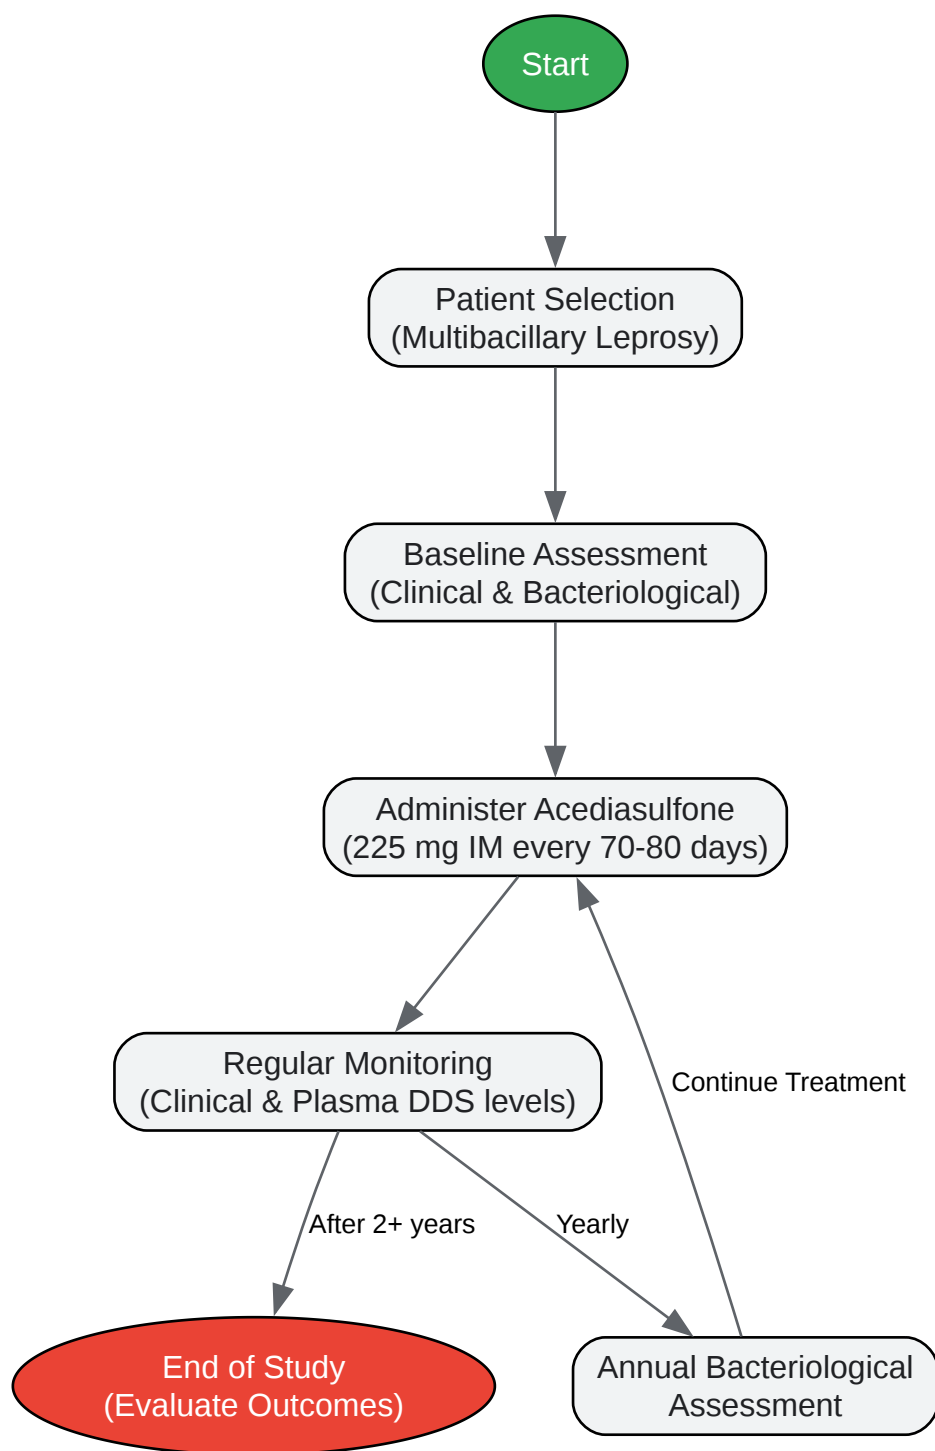 Start
Patient Selection
(Multibacillary Leprosy)
Baseline Assessment
(Clinical & Bacteriological)
Administer Acediasulfone
(225 mg IM every 70-80 days)
Regular Monitoring
(Clinical & Plasma DDS levels)
Continue Treatment
After 2+ years
Yearly
End of Study
(Evaluate Outcomes)
Annual Bacteriological
Assessment